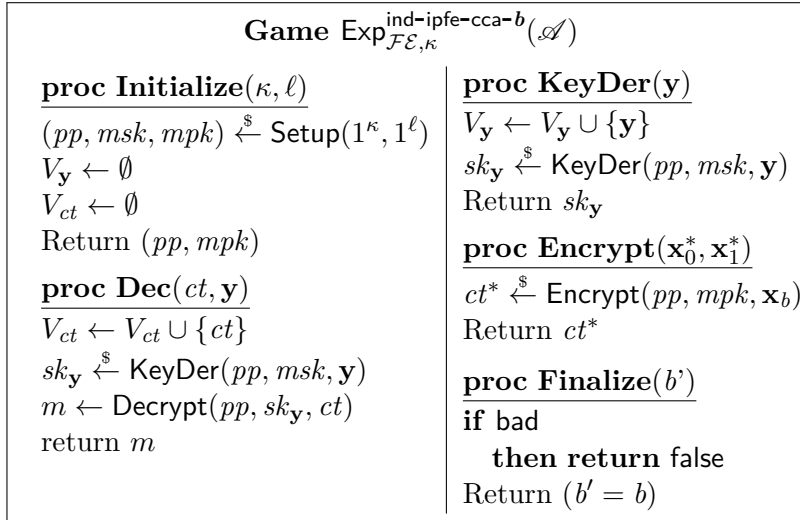 Game Exp^{ind-ipfe-cca-b}_{𝓕𝓔,κ}(𝒜)
proc Initialize(κ, ℓ)
(pp, msk, mpk) ←$ Setup(1^κ, 1^ℓ)
V_y ← ∅
V_ct ← ∅
Return (pp, mpk)
proc Dec(ct, y)
V_ct ← V_ct ∪ {ct}
sk_y ←$ KeyDer(pp, msk, y)
m ← Decrypt(pp, sk_y, ct)
return m
proc KeyDer(y)
V_y ← V_y ∪ {y}
sk_y ←$ KeyDer(pp, msk, y)
Return sk_y
proc Encrypt(x*_0, x*_1)
ct* ←$ Encrypt(pp, mpk, x_b)
Return ct*
proc Finalize(b’)
if bad
then return false
Return (b′ = b)